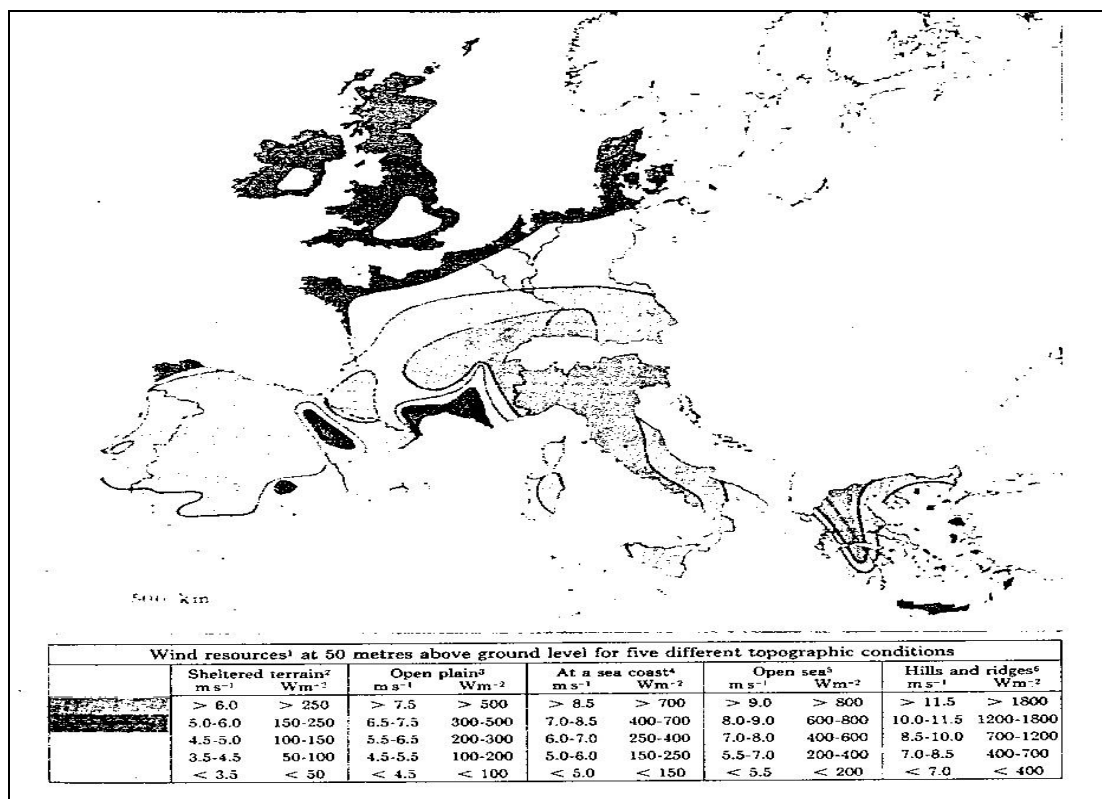 500 km
Wind resources¹ at 50 metres above ground level for five different topographic conditions
Sheltered terrain² Open plain³ At a sea coast⁴ Open sea⁵ Hills and ridges⁶
m s⁻¹ Wm⁻² m s⁻¹ Wm⁻² m s⁻¹ Wm⁻² m s⁻¹ Wm⁻² m s⁻¹ Wm⁻²
> 6.0 > 250 > 7.5 > 500 > 8.5 > 700 > 9.0 > 800 > 11.5 > 1800
5.0-6.0 150-250 6.5-7.5 300-500 7.0-8.5 400-700 8.0-9.0 600-800 10.0-11.5 1200-1800
4.5-5.0 100-150 5.5-6.5 200-300 6.0-7.0 250-400 7.0-8.0 400-600 8.5-10.0 700-1200
3.5-4.5 50-100 4.5-5.5 100-200 5.0-6.0 150-250 5.5-7.0 200-400 7.0-8.5 400-700
< 3.5 < 50 < 4.5 < 100 < 5.0 < 150 < 5.5 < 200 < 7.0 < 400